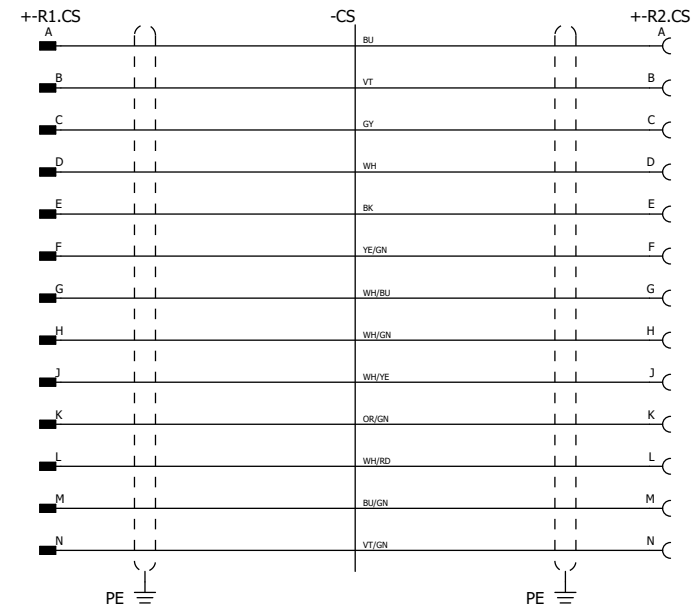 +-R1.CS -CS +-R2.CS
A BU A
B VT B
C GY C
D WH D
E BK E
F YE/GN F
G WH/BU G
H WH/GN H
J WH/YE J
K OR/GN K
L WH/RD L
M BU/GN M
N VT/GN N
PE PE